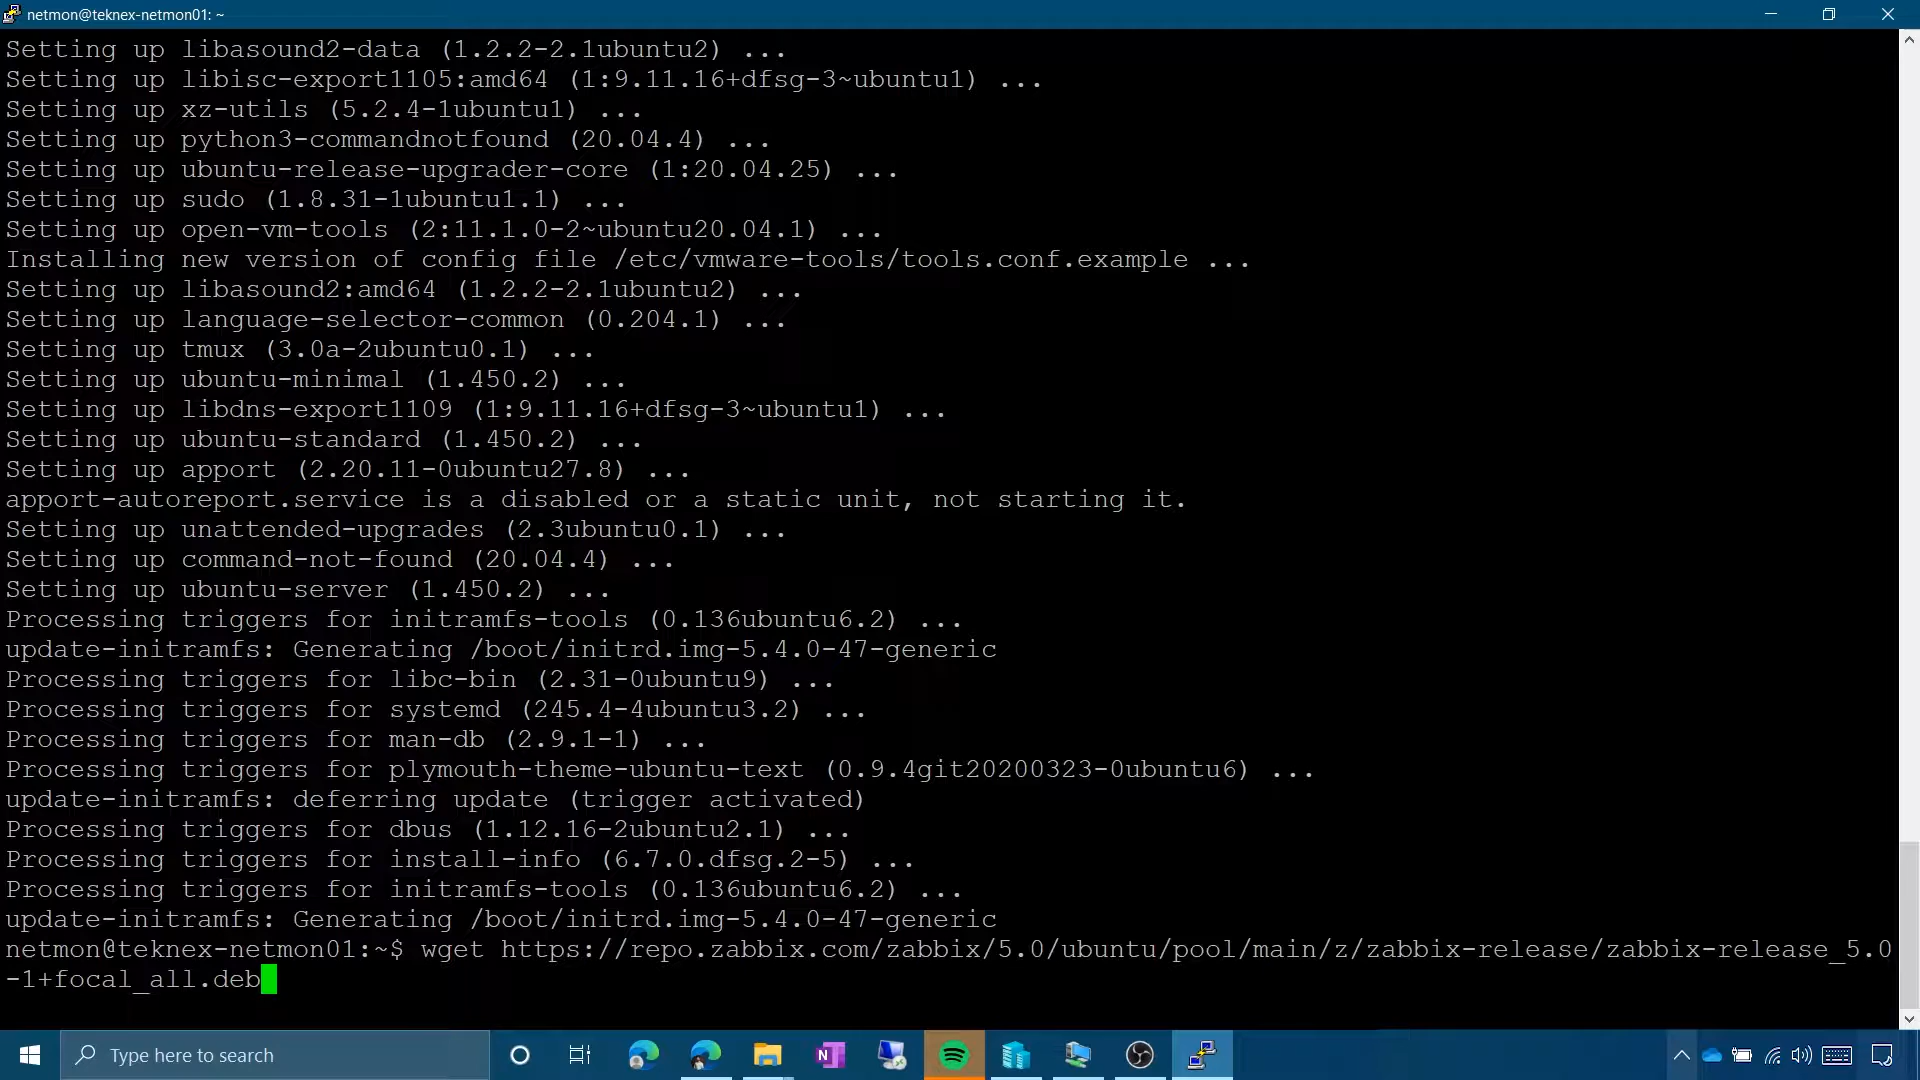 netmon@teknex-netmon01: ~
Setting up libasound2-data (1.2.2-2.1ubuntu2) ...
Setting up libisc-export1105:amd64 (1:9.11.16+dfsg-3~ubuntu1) ...
Setting up xz-utils (5.2.4-1ubuntu1) ...
Setting up python3-commandnotfound (20.04.4) ...
Setting up ubuntu-release-upgrader-core (1:20.04.25) ...
Setting up sudo (1.8.31-1ubuntu1.1) ...
Setting up open-vm-tools (2:11.1.0-2~ubuntu20.04.1) ...
Installing new version of config file /etc/vmware-tools/tools.conf.example ...
Setting up libasound2:amd64 (1.2.2-2.1ubuntu2) ...
Setting up language-selector-common (0.204.1) ...
Setting up tmux (3.0a-2ubuntu0.1) ...
Setting up ubuntu-minimal (1.450.2) ...
Setting up libdns-export1109 (1:9.11.16+dfsg-3~ubuntu1) ...
Setting up ubuntu-standard (1.450.2) ...
Setting up apport (2.20.11-0ubuntu27.8) ...
apport-autoreport.service is a disabled or a static unit, not starting it.
Setting up unattended-upgrades (2.3ubuntu0.1) ...
Setting up command-not-found (20.04.4) ...
Setting up ubuntu-server (1.450.2) ...
Processing triggers for initramfs-tools (0.136ubuntu6.2) ...
update-initramfs: Generating /boot/initrd.img-5.4.0-47-generic
Processing triggers for libc-bin (2.31-0ubuntu9) ...
Processing triggers for systemd (245.4-4ubuntu3.2) ...
Processing triggers for man-db (2.9.1-1) ...
Processing triggers for plymouth-theme-ubuntu-text (0.9.4git20200323-0ubuntu6) ...
update-initramfs: deferring update (trigger activated)
Processing triggers for dbus (1.12.16-2ubuntu2.1) ...
Processing triggers for install-info (6.7.0.dfsg.2-5) ...
Processing triggers for initramfs-tools (0.136ubuntu6.2) ...
update-initramfs: Generating /boot/initrd.img-5.4.0-47-generic
netmon@teknex-netmon01:~$ wget https://repo.zabbix.com/zabbix/5.0/ubuntu/pool/main/z/zabbix-release/zabbix-release_5.0
-1+focal_all.deb
Type here to search